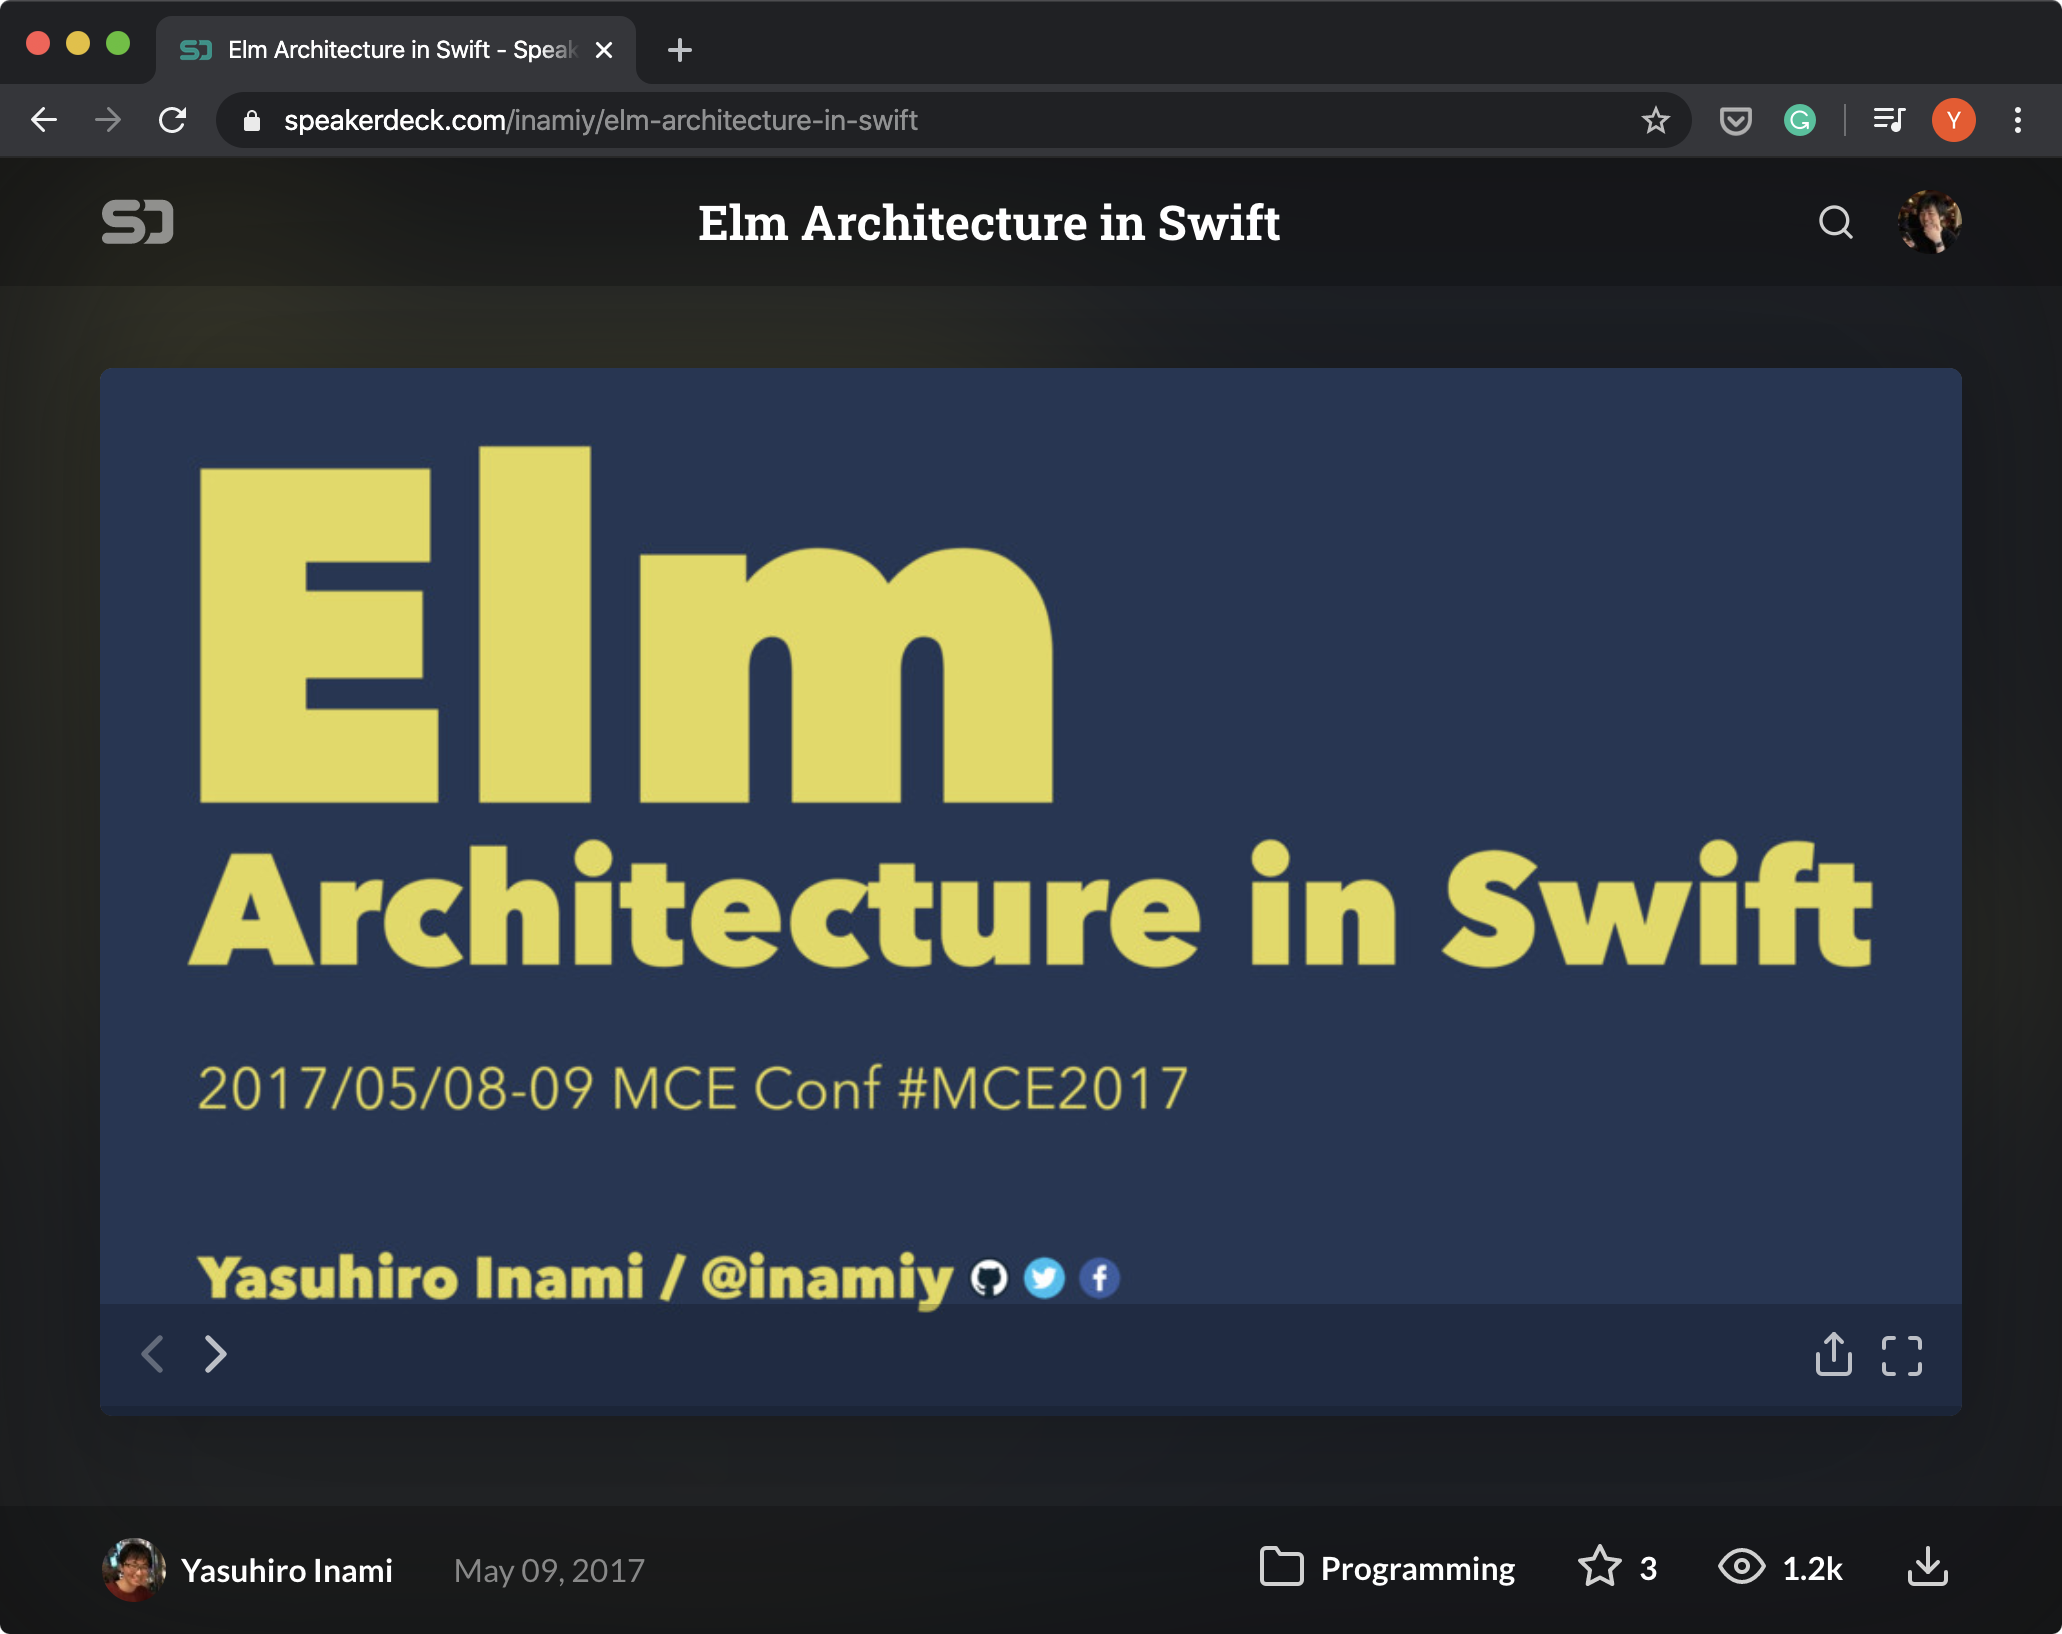 Elm Architecture in Swift - Speak
speakerdeck.com/inamiy/elm-architecture-in-swift
Y
Elm Architecture in Swift
Elm
Architecture in Swift
2017/05/08-09 MCE Conf #MCE2017
Yasuhiro Inami / @inamiy
Yasuhiro Inami May 09, 2017 Programming 3 1.2k